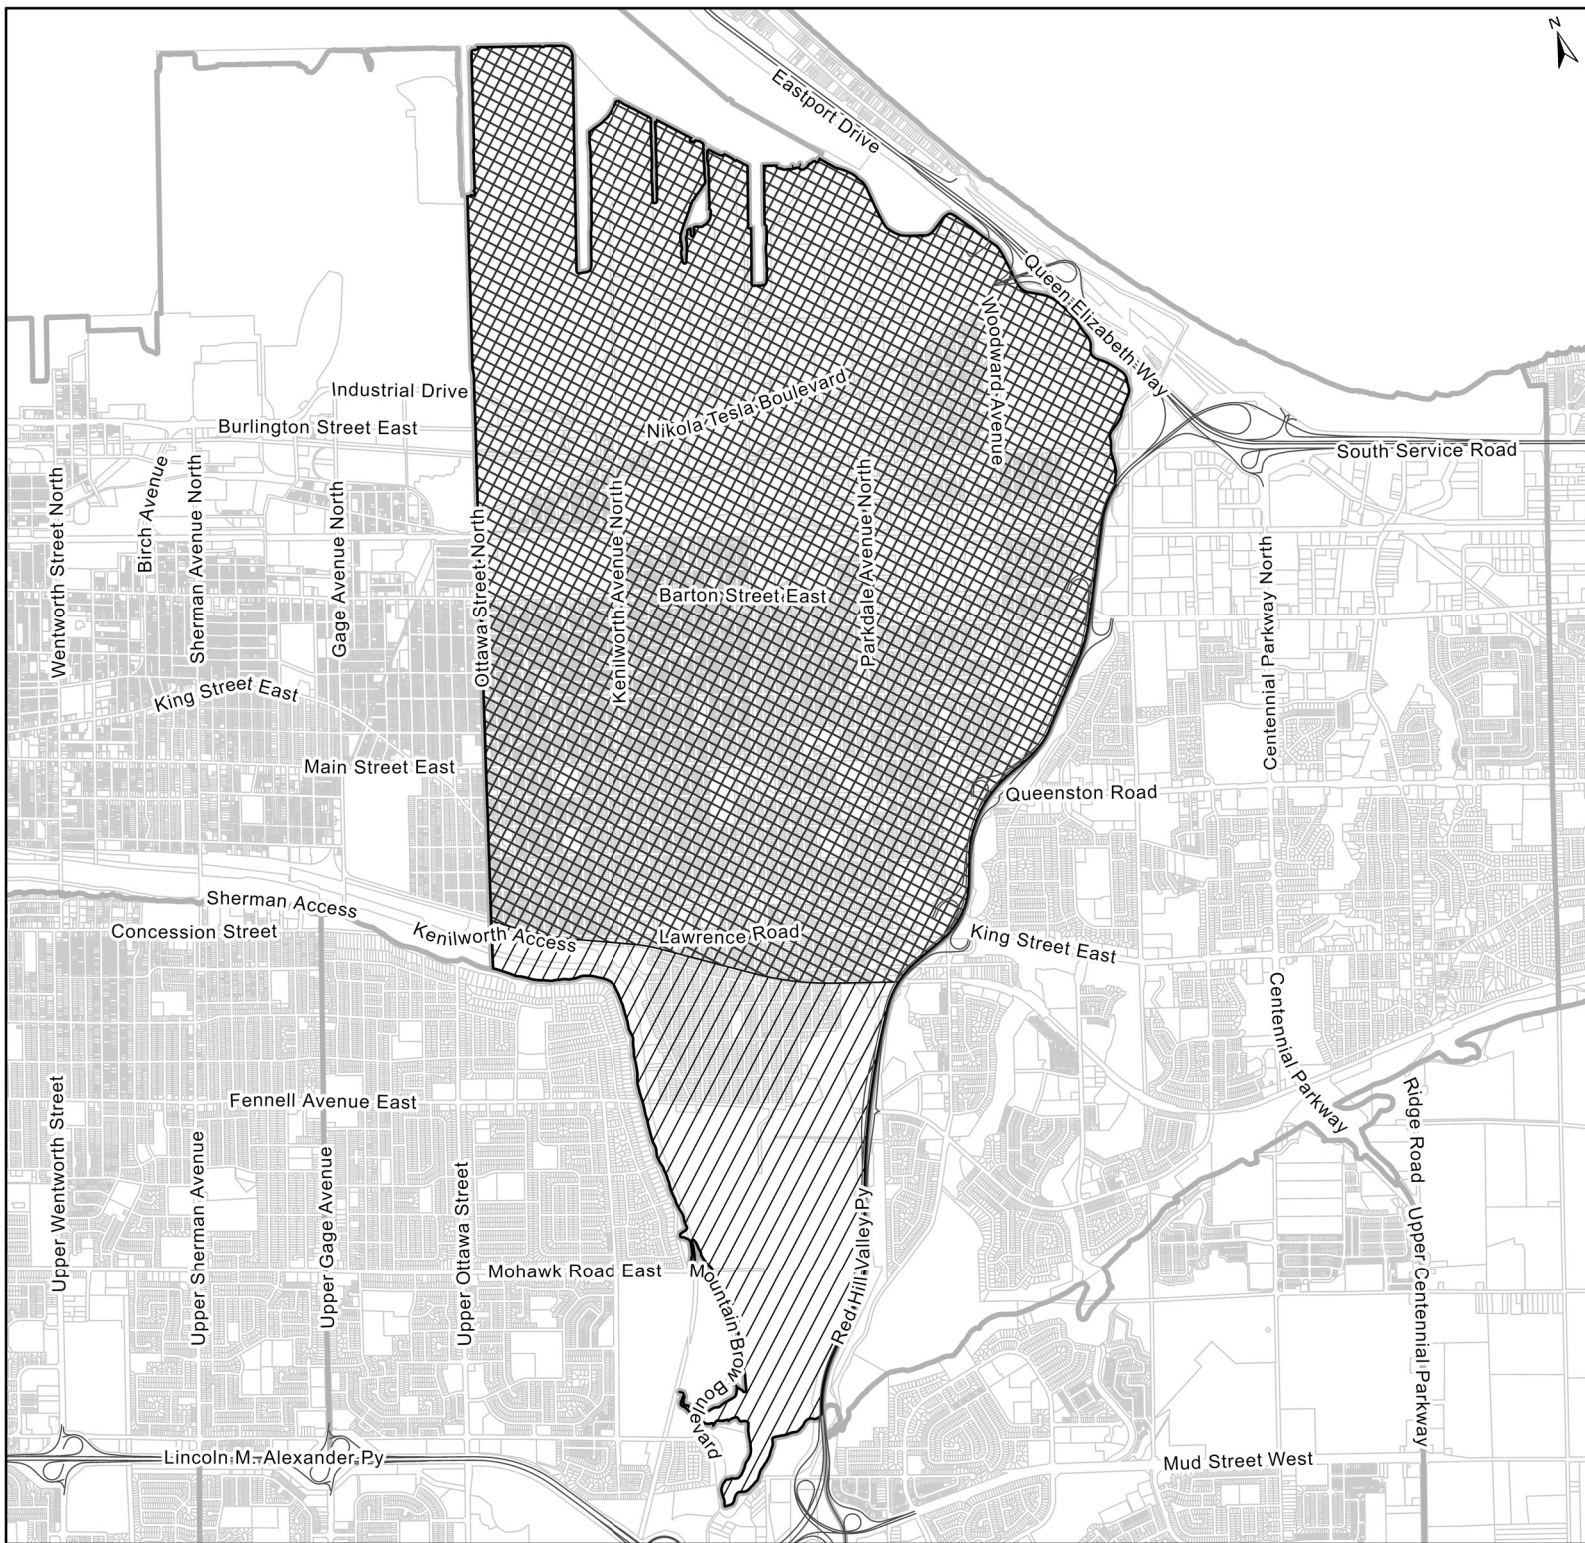 N
Eastport Drive
Queen Elizabeth Way
Woodward Avenue
Industrial Drive
Nikola Tesla Boulevard
Burlington Street East
South Service Road
Wentworth Street North
Birch Avenue
Sherman Avenue North
Gage Avenue North
Ottawa Street North
Kenilworth Avenue North
Parkdale Avenue North
Centennial Parkway North
Barton Street East
King Street East
Main Street East
Queenston Road
Sherman Access
Concession Street
Kenilworth Access
Lawrence Road
King Street East
Centennial Parkway
Ridge Road
Fennell Avenue East
Upper Wentworth Street
Upper Sherman Avenue
Upper Gage Avenue
Upper Ottawa Street
Red Hill Valley Py
Upper Centennial Parkway
Mohawk Road East
Mountain Brow Boulevard
Lincoln M. Alexander Py
Mud Street West